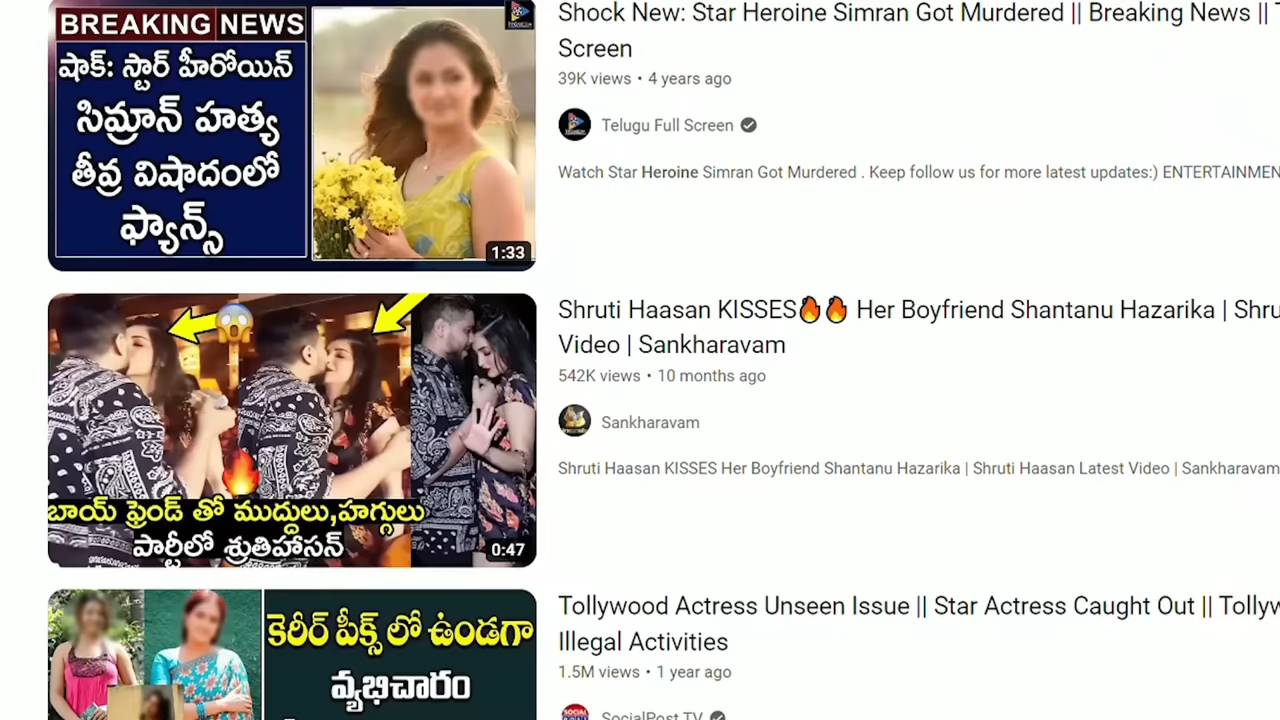 BREAKING NEWS
షాక్: స్టార్ హీరోయిన్
సిమ్రాన్ హత్య
తీవ్ర విషాదంలో
ఫ్యాన్స్
1:33
Shock New: Star Heroine Simran Got Murdered || Breaking News ||
Screen
39K views • 4 years ago
Telugu Full Screen
Watch Star Heroine Simran Got Murdered . Keep follow us for more latest updates:) ENTERTAINMEN
బాయ్ ఫ్రెండ్ తో ముద్దులు,హగ్గులు
పార్టీలో శ్రుతిహాసన్
0:47
Shruti Haasan KISSES🔥🔥 Her Boyfriend Shantanu Hazarika | Shru
Video | Sankharavam
542K views • 10 months ago
Sankharavam
Shruti Haasan KISSES Her Boyfriend Shantanu Hazarika | Shruti Haasan Latest Video | Sankharavam
కెరీర్ పీక్స్ లో ఉండగా
వ్యభిచారం
Tollywood Actress Unseen Issue || Star Actress Caught Out || Tollyw
Illegal Activities
1.5M views • 1 year ago
SocialPost TV